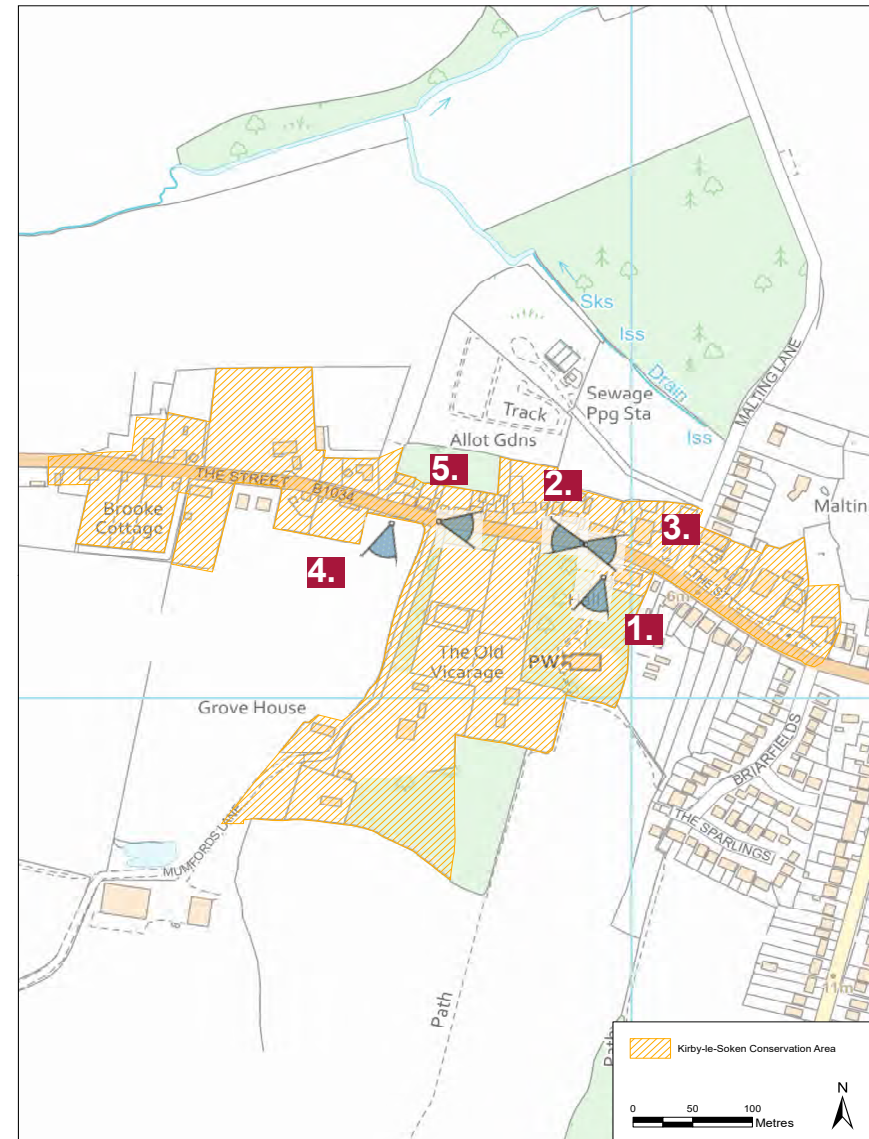 Sks
Iss
Drain
Iss
MALTING LANE
Sewage
Ppg Sta
Track
Allot Gdns
5.
2.
3.
4.
1.
THE STREET
B1034
Brooke
Cottage
Maltin
THE ST
6m
The Old
Vicarage
PW
Grove House
MUMFORDS LANE
BRIARFIELDS
THE SPARLINGS
11m
Path
Path
Kirby-le-Soken Conservation Area
0 50 100
Metres
N